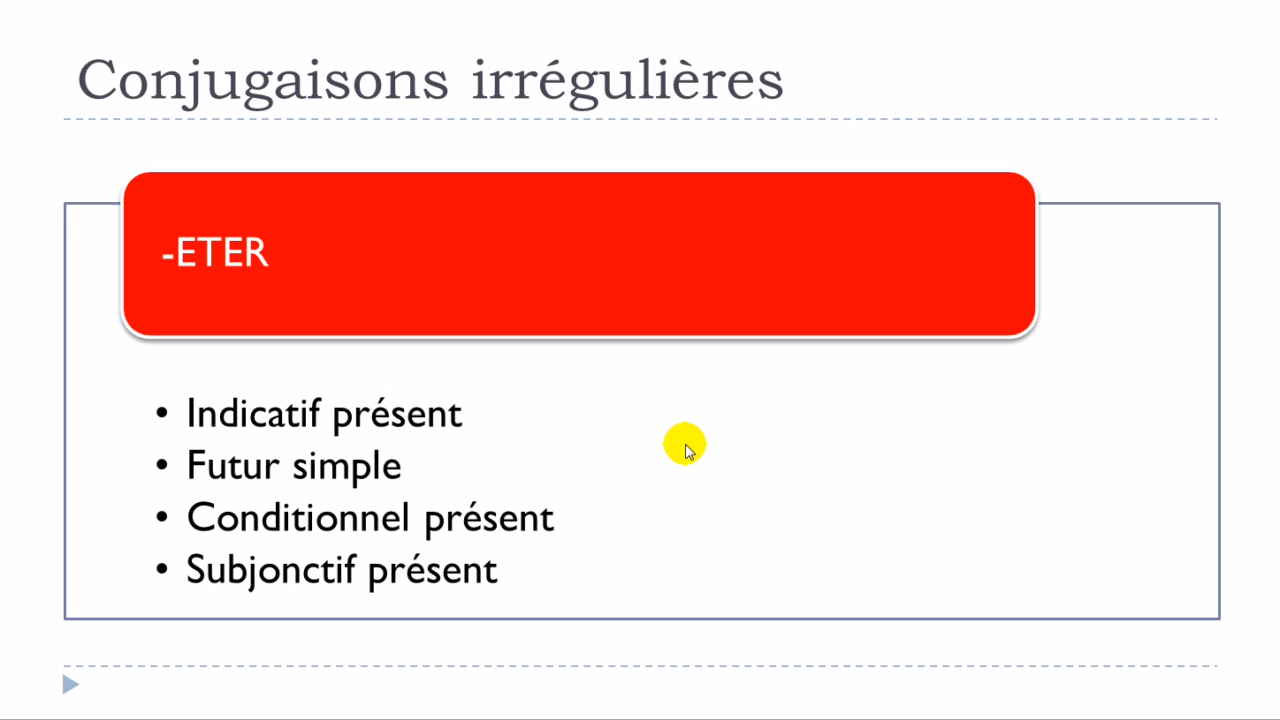 Conjugaisons irrégulières
-ETER
• Indicatif présent
• Futur simple
• Conditionnel présent
• Subjonctif présent